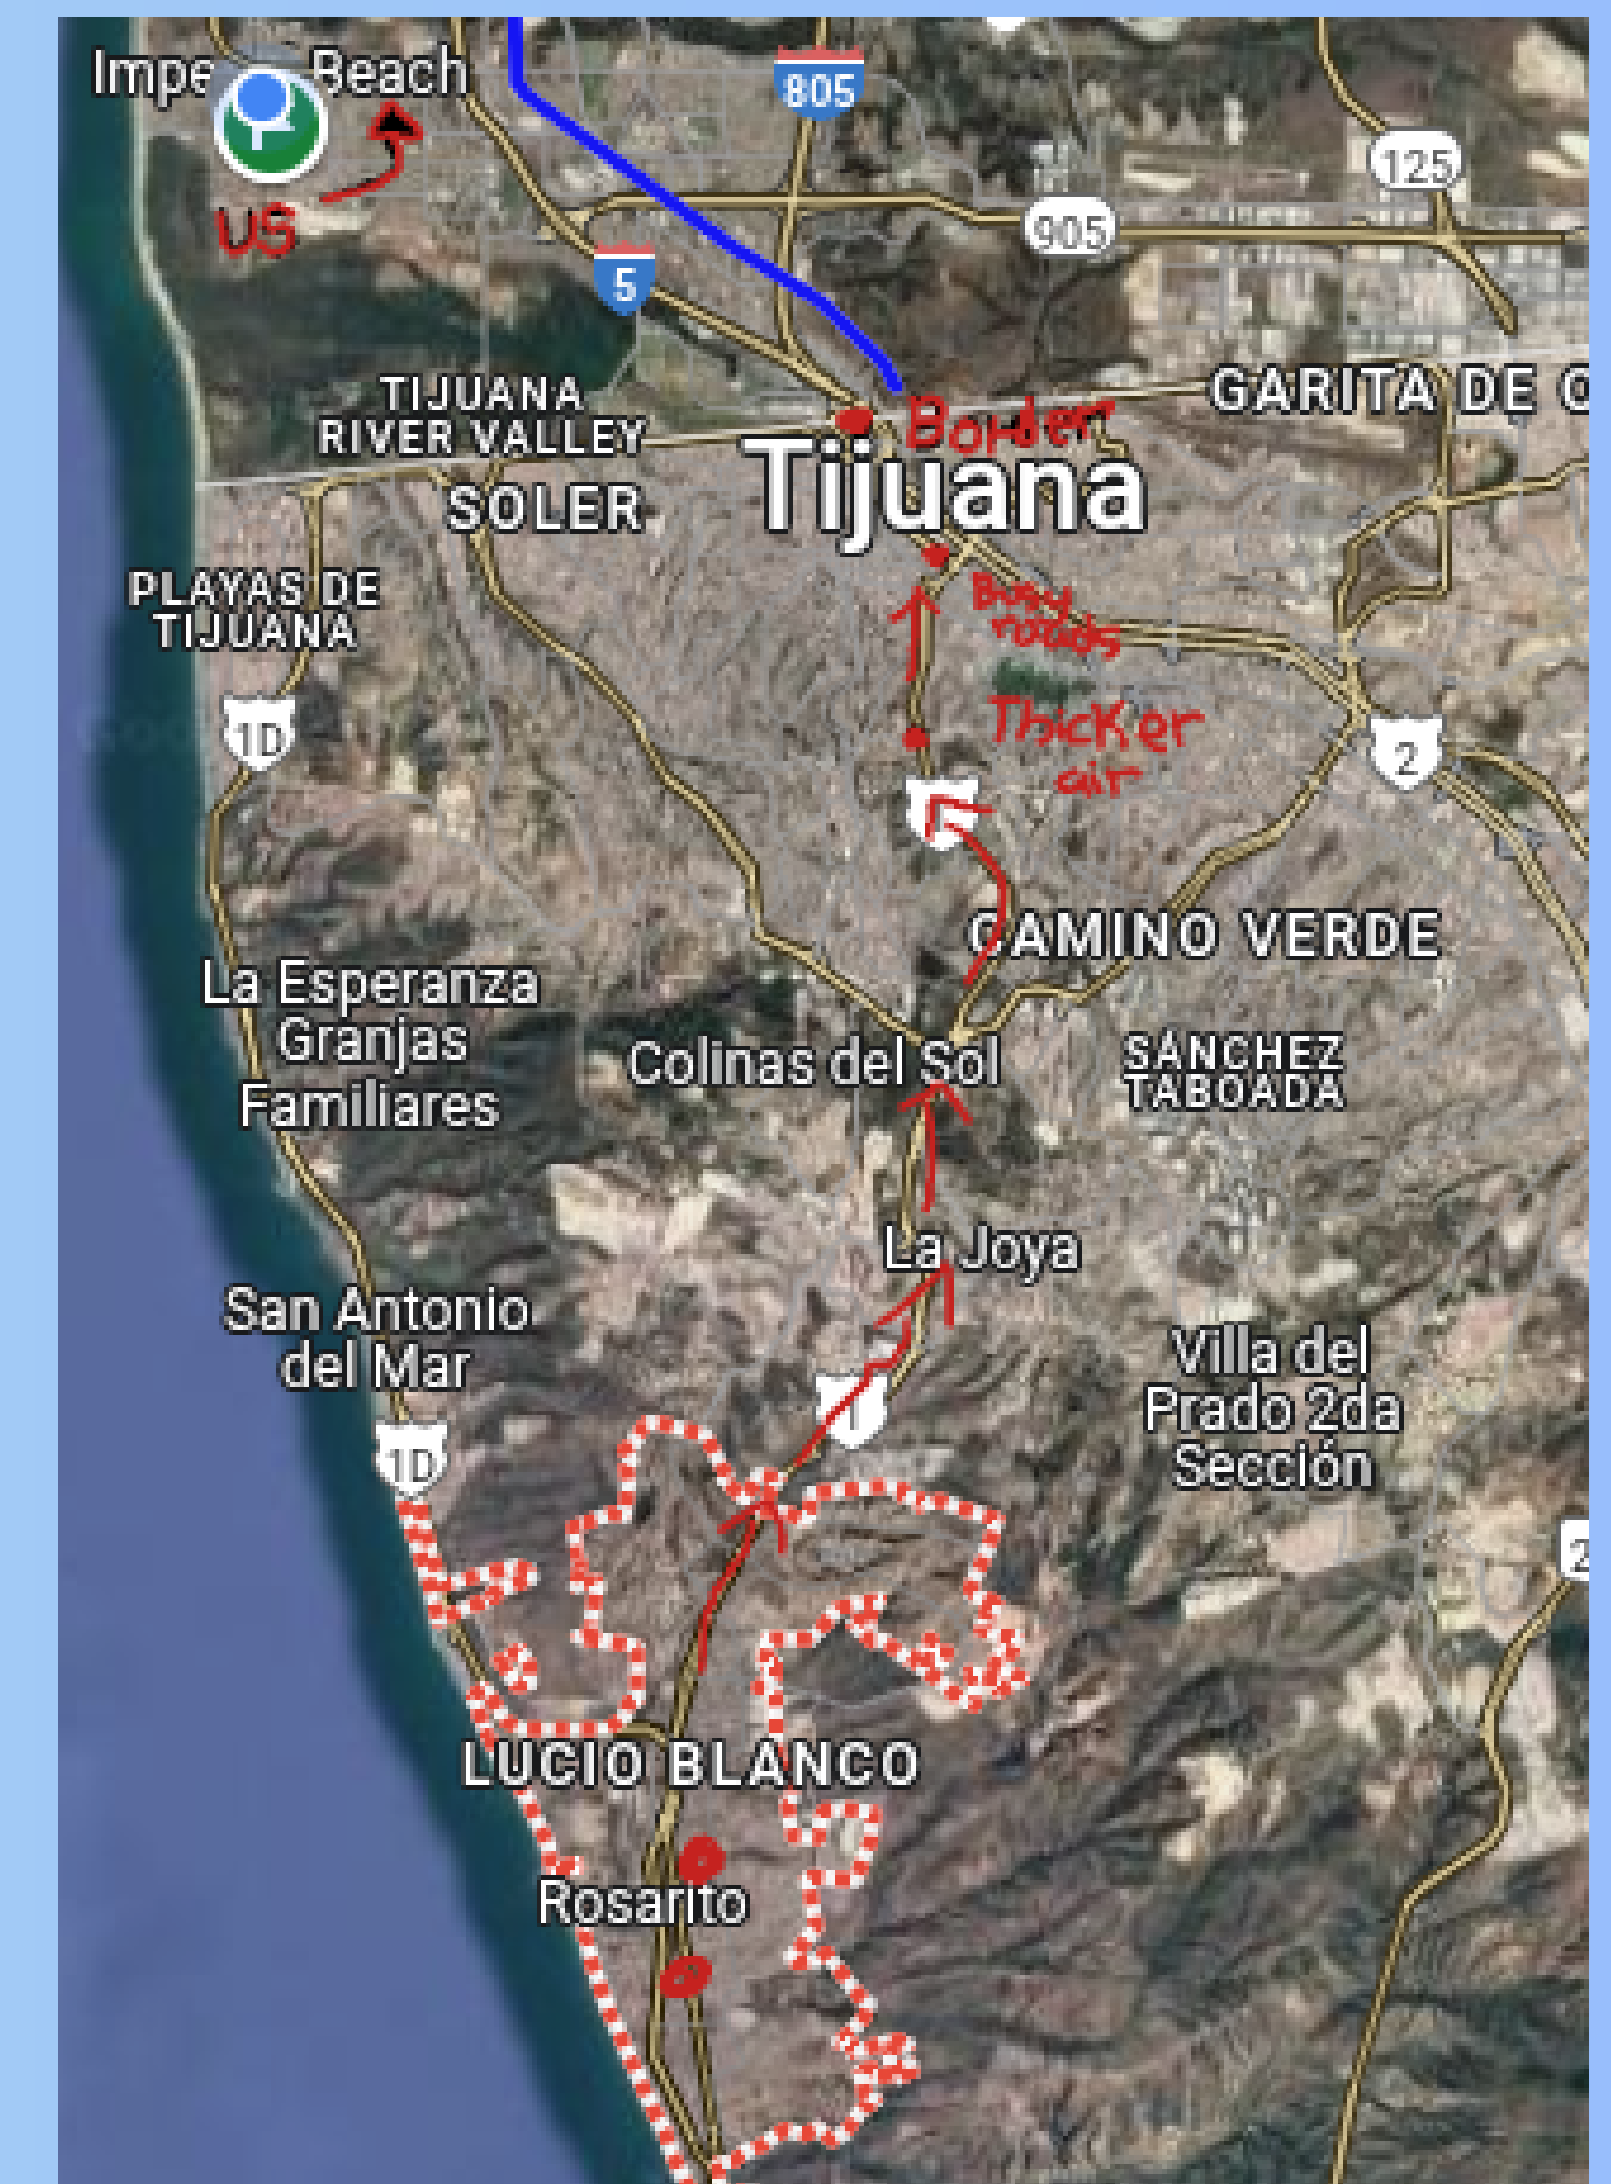 Impe Beach
805
125
US
905
5
TIJUANA
RIVER VALLEY
GARITA DE O
Border
Tijuana
SOLER
PLAYAS DE
TIJUANA
Busy
roads
1D
Thicker
air
2
CAMINO VERDE
La Esperanza
Granjas
Familiares
Colinas del Sol
SÁNCHEZ
TABOADA
La Joya
San Antonio
del Mar
Villa del
Prado 2da
Sección
1
1D
2
LUCIO BLANCO
Rosarito